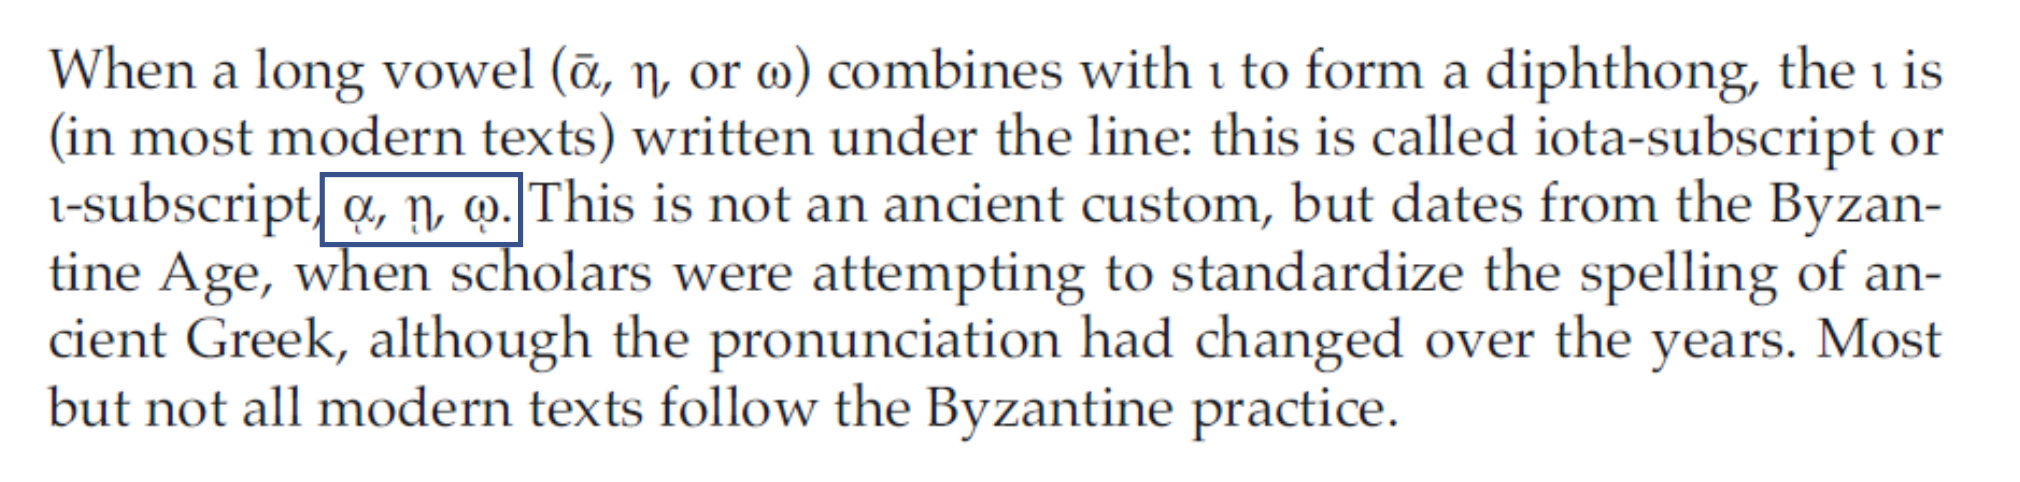 When a long vowel (ᾱ, η, or ω) combines with ι to form a diphthong, the ι is
(in most modern texts) written under the line: this is called iota-subscript or
ι-subscript, ᾳ, ῃ, ῳ. This is not an ancient custom, but dates from the Byzan-
tine Age, when scholars were attempting to standardize the spelling of an-
cient Greek, although the pronunciation had changed over the years. Most
but not all modern texts follow the Byzantine practice.